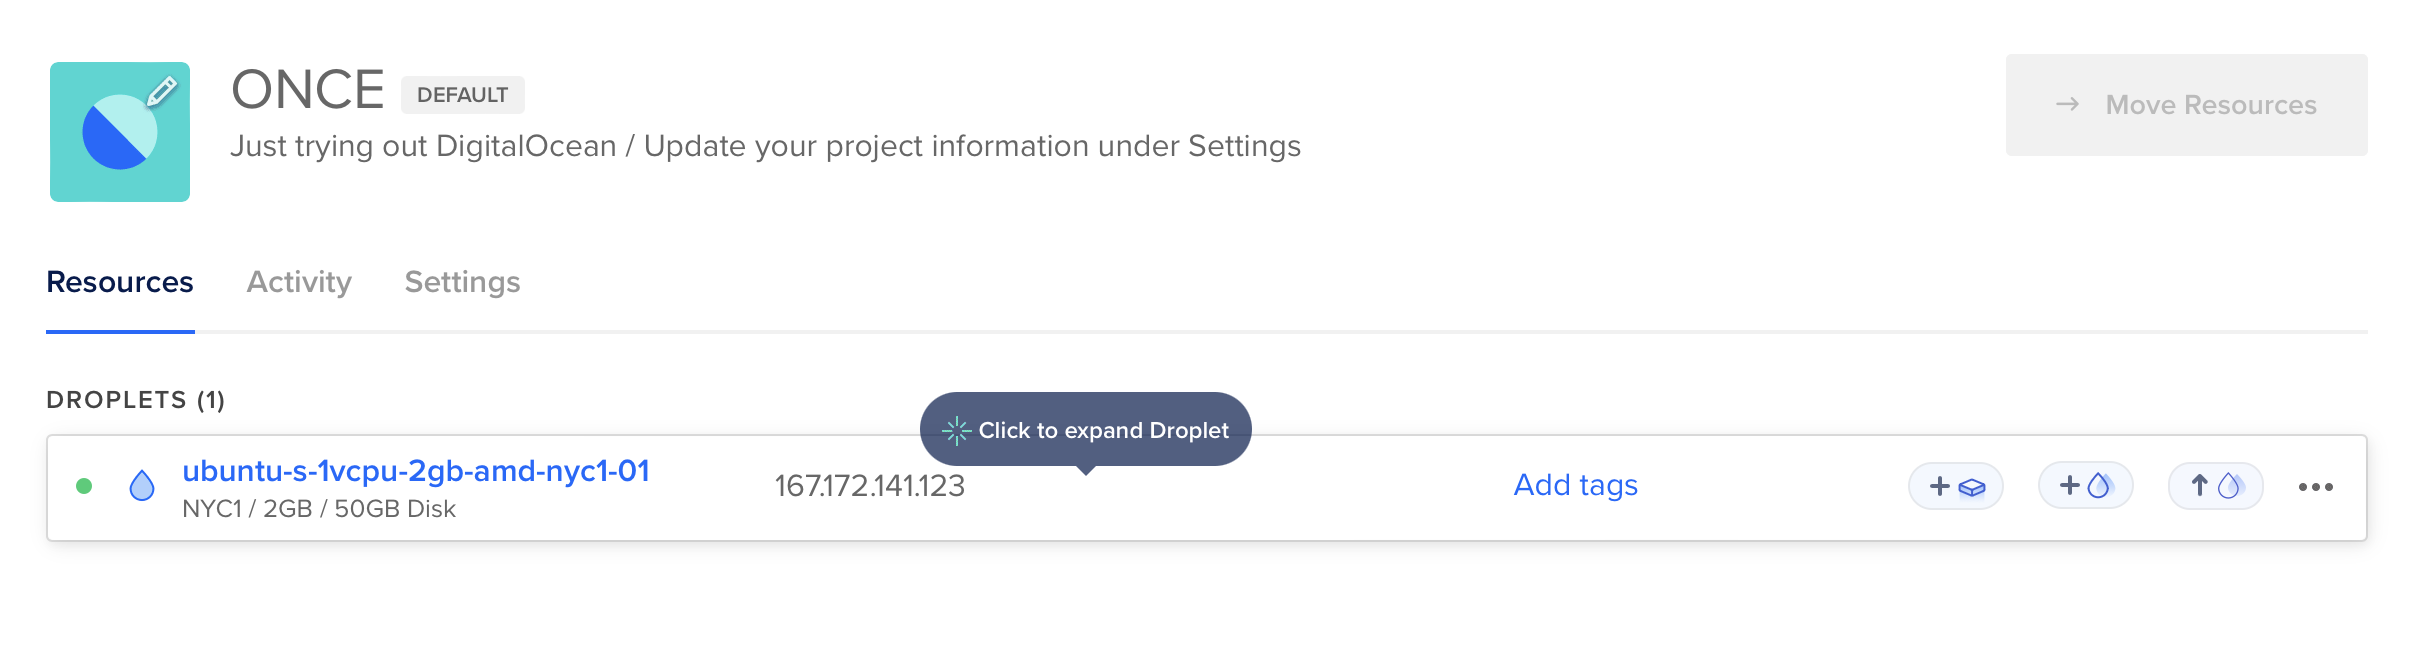 ONCE DEFAULT
Just trying out DigitalOcean / Update your project information under Settings
→ Move Resources
Resources Activity Settings
DROPLETS (1)
Click to expand Droplet
ubuntu-s-1vcpu-2gb-amd-nyc1-01
NYC1 / 2GB / 50GB Disk
167.172.141.123
Add tags